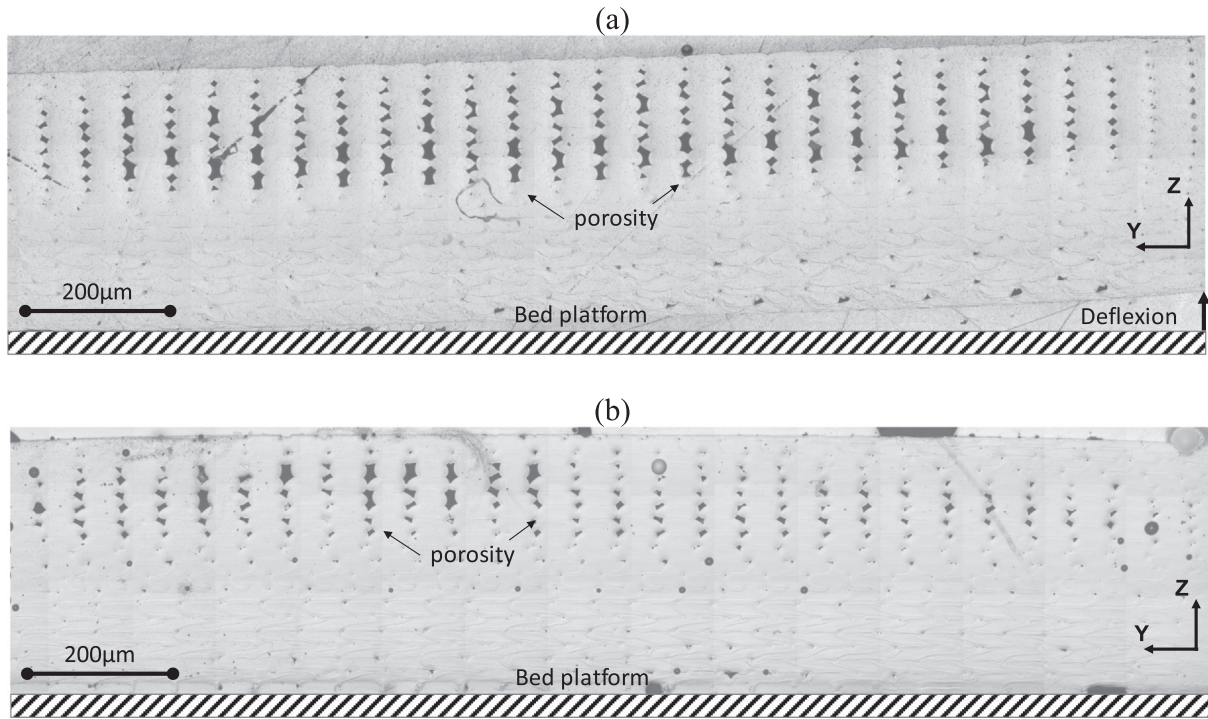 (a)
porosity
Z
Y
200μm
Bed platform
Deflexion
(b)
porosity
Z
Y
200μm
Bed platform